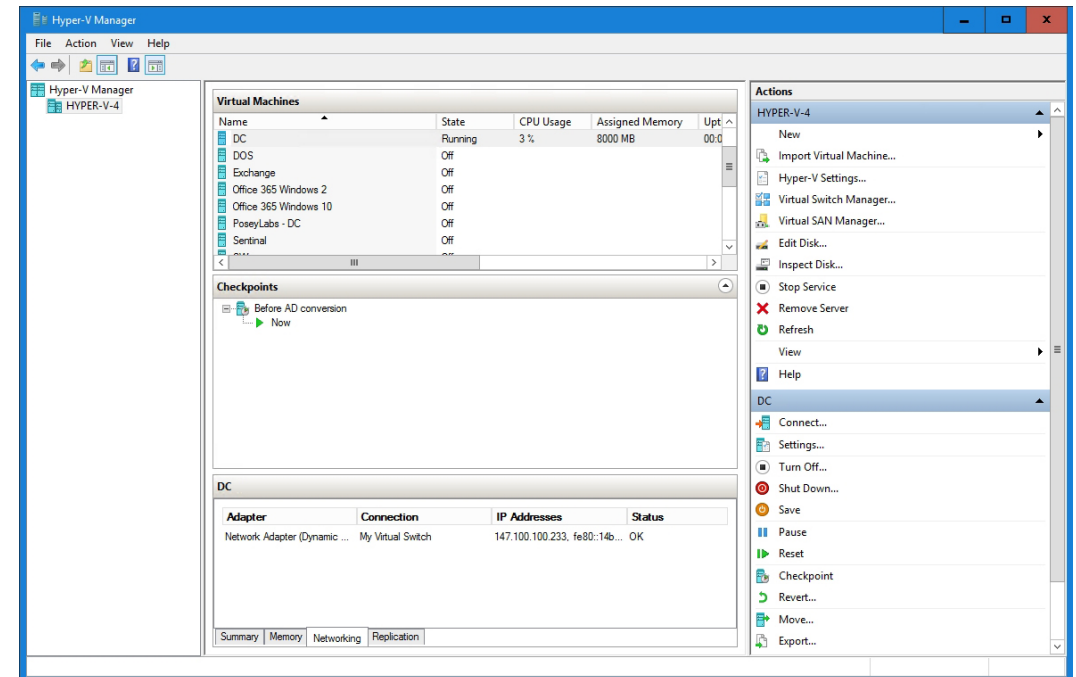 Hyper-V Manager
File Action View Help
Hyper-V Manager
HYPER-V-4
Virtual Machines
Name State CPU Usage Assigned Memory Upt
DC Running 3 % 8000 MB 00:0
DOS Off
Exchange Off
Office 365 Windows 2 Off
Office 365 Windows 10 Off
PoseyLabs - DC Off
Sentinal Off
Checkpoints
Before AD conversion
Now
DC
Adapter Connection IP Addresses Status
Network Adapter (Dynamic ... My Virtual Switch 147.100.100.233, fe80::14b... OK
Summary Memory Networking Replication
Actions
HYPER-V-4
New
Import Virtual Machine...
Hyper-V Settings...
Virtual Switch Manager...
Virtual SAN Manager...
Edit Disk...
Inspect Disk...
Stop Service
Remove Server
Refresh
View
Help
DC
Connect...
Settings...
Turn Off...
Shut Down...
Save
Pause
Reset
Checkpoint
Revert...
Move...
Export...